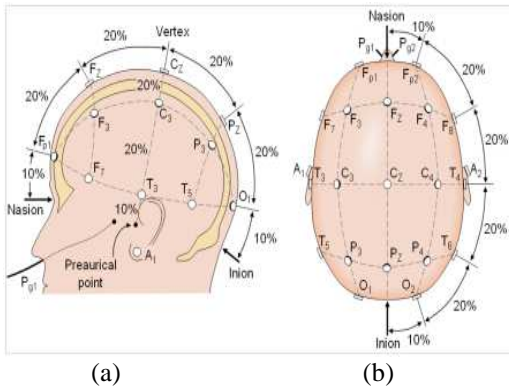 Vertex
20%
20%
Cz
Fz
20%
20%
20%
F3
C3
Pz
Fp1
20%
P3
20%
F7
10%
T3
T5
O1
Nasion
10%
10%
Preaurical
point
A1
Inion
Pg1
(a)
Nasion
Pg1
Pg2
10%
Fp1
Fp2
20%
F7
F3
Fz
F4
F8
20%
A1
T3
C3
Cz
C4
T4
A2
20%
T5
P3
Pz
P4
T6
20%
O1
O2
10%
Inion
(b)